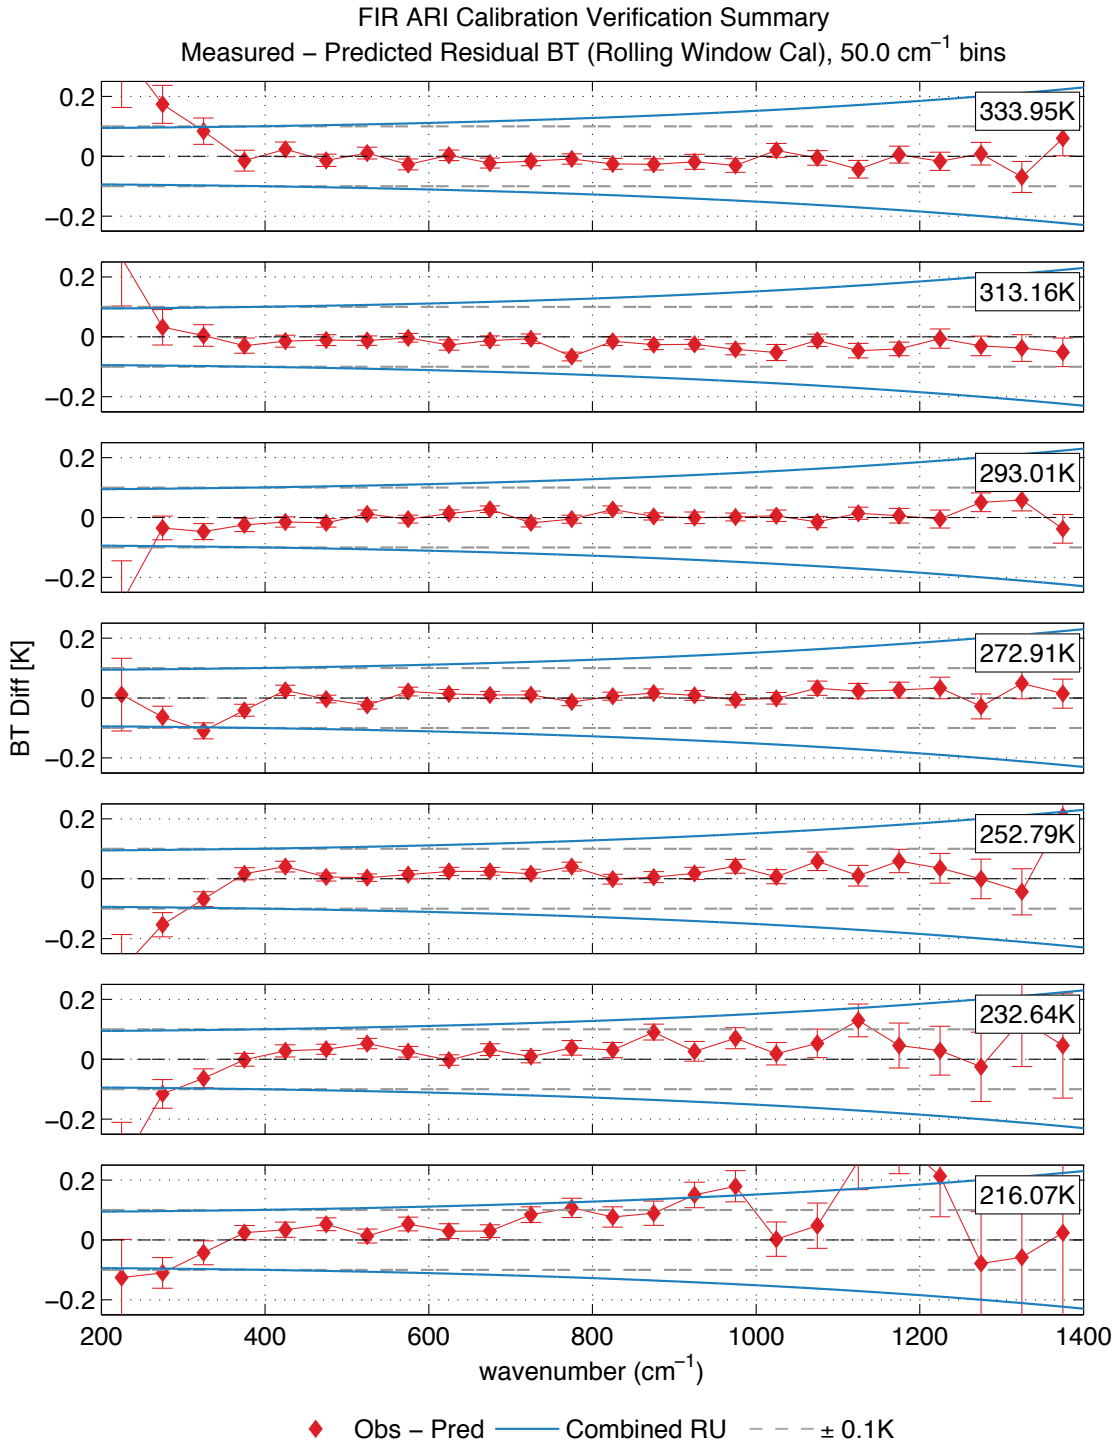 FIR ARI Calibration Verification Summary
Measured − Predicted Residual BT (Rolling Window Cal), 50.0 cm⁻¹ bins
0.2
0
−0.2
333.95K
0.2
0
−0.2
313.16K
0.2
0
−0.2
293.01K
BT Diff [K]
0.2
0
−0.2
272.91K
0.2
0
−0.2
252.79K
0.2
0
−0.2
232.64K
0.2
0
−0.2
216.07K
200 400 600 800 1000 1200 1400
wavenumber (cm⁻¹)
Obs − Pred Combined RU ± 0.1K